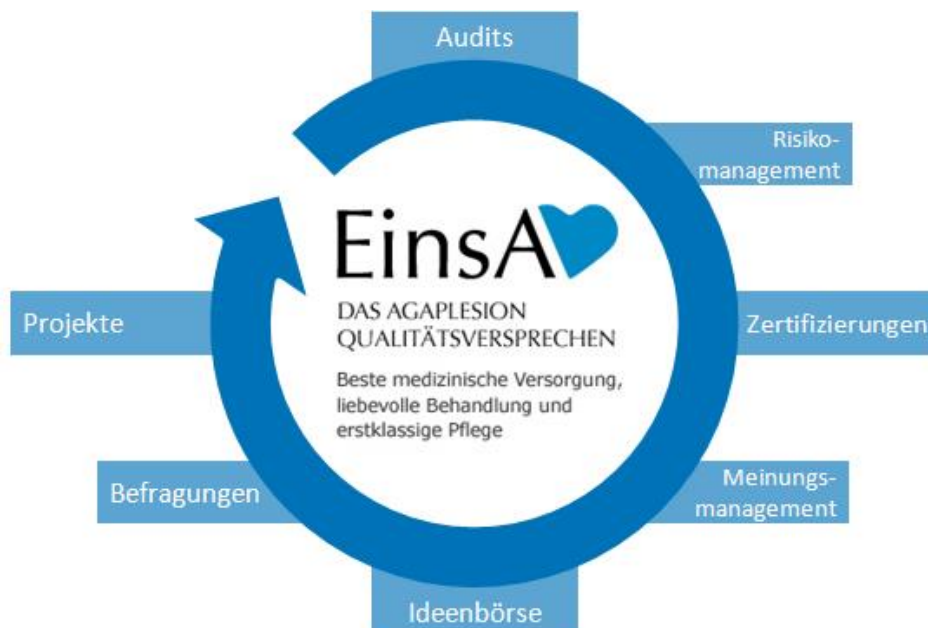 Audits
Risiko-
management
Zertifizierungen
Meinungs-
management
Ideenbörse
Befragungen
Projekte
EinsA
DAS AGAPLESION
QUALITÄTSVERSPRECHEN
Beste medizinische Versorgung,
liebevolle Behandlung und
erstklassige Pflege